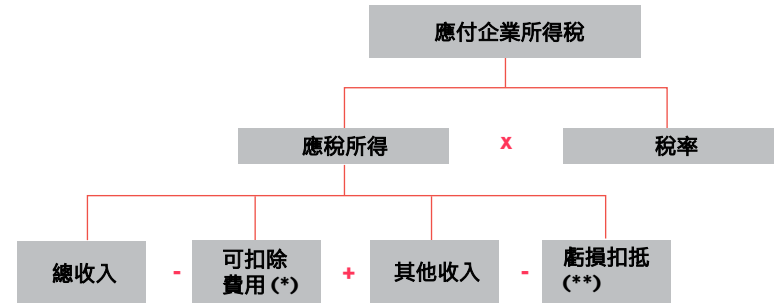 應付企業所得稅
應稅所得 x 稅率
總收入 - 可扣除 + 其他收入 - 虧損扣抵
費用 (*) (**)